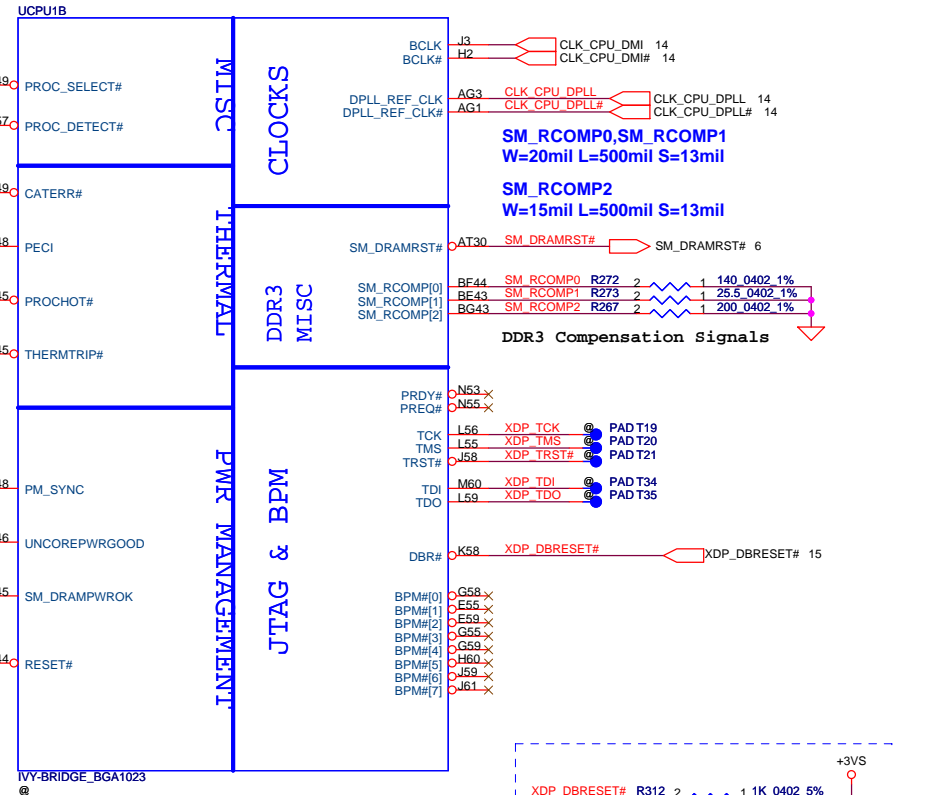 UCPU1B
MISC
THERMAL
PWR MANAGEMENT
CLOCKS
DDR3
MISC
JTAG & BPM
PROC_SELECT#
PROC_DETECT#
CATERR#
PECI
PROCHOT#
THERMTRIP#
PM_SYNC
UNCOREPWRGOOD
SM_DRAMPWROK
RESET#
BCLK J3 CLK_CPU_DMI 14
BCLK# H2 CLK_CPU_DMI# 14
DPLL_REF_CLK AG3 CLK_CPU_DPLL CLK_CPU_DPLL 14
DPLL_REF_CLK# AG1 CLK_CPU_DPLL# CLK_CPU_DPLL# 14
SM_RCOMP0,SM_RCOMP1
W=20mil L=500mil S=13mil
SM_RCOMP2
W=15mil L=500mil S=13mil
SM_DRAMRST# AT30 SM_DRAMRST# SM_DRAMRST# 6
SM_RCOMP[0] BF44 SM_RCOMP0 R272 2 1 140_0402_1%
SM_RCOMP[1] BE43 SM_RCOMP1 R273 2 1 25.5_0402_1%
SM_RCOMP[2] BG43 SM_RCOMP2 R267 2 1 200_0402_1%
DDR3 Compensation Signals
PRDY# N53
PREQ# N55
TCK L56 XDP_TCK @ PAD T19
TMS L55 XDP_TMS @ PAD T20
TRST# J58 XDP_TRST# @ PAD T21
TDI M60 XDP_TDI @ PAD T34
TDO L59 XDP_TDO @ PAD T35
DBR# K58 XDP_DBRESET# XDP_DBRESET# 15
BPM#[0] G58
BPM#[1] E55
BPM#[2] E59
BPM#[3] G55
BPM#[4] G59
BPM#[5] H60
BPM#[6] J59
BPM#[7] J61
IVY-BRIDGE_BGA1023
@
+3VS
XDP_DBRESET# R312 2 1 1K_0402_5%